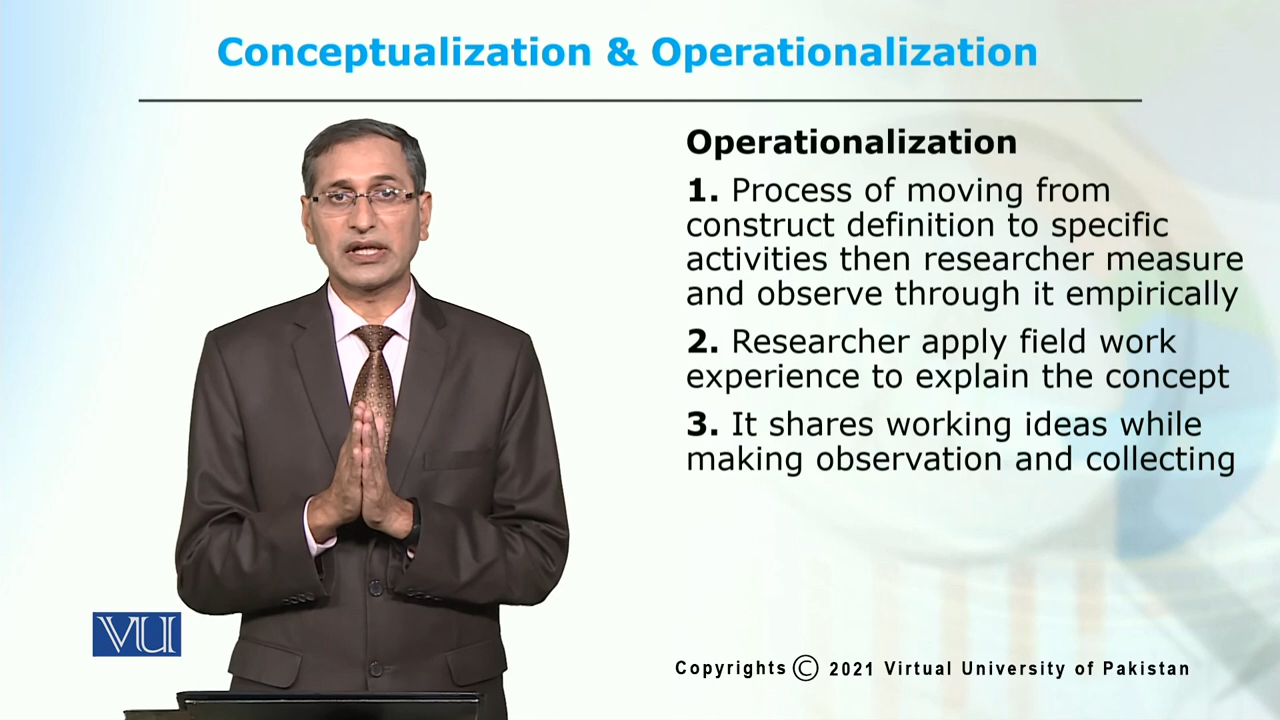 Conceptualization & Operationalization
Operationalization
1. Process of moving from
construct definition to specific
activities then researcher measure
and observe through it empirically
2. Researcher apply field work
experience to explain the concept
3. It shares working ideas while
making observation and collecting
VU
Copyrights © 2021 Virtual University of Pakistan